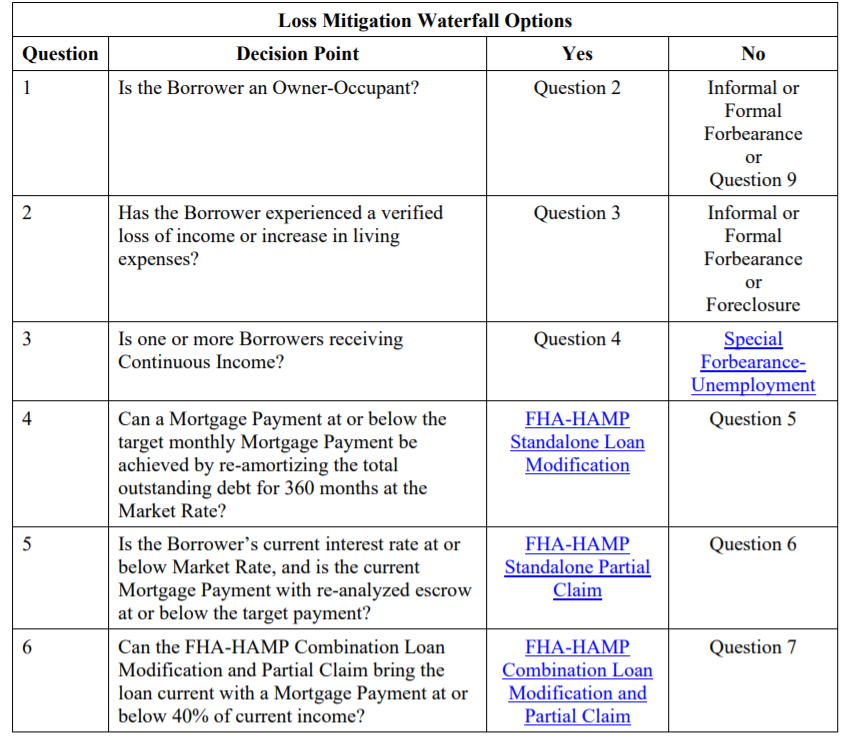 Loss Mitigation Waterfall Options
Question Decision Point Yes No
1 Is the Borrower an Owner-Occupant? Question 2 Informal or
Formal
Forbearance
or
Question 9
2 Has the Borrower experienced a verified Question 3 Informal or
loss of income or increase in living Formal
expenses? Forbearance
or
Foreclosure
3 Is one or more Borrowers receiving Question 4 Special
Continuous Income? Forbearance-
Unemployment
4 Can a Mortgage Payment at or below the FHA-HAMP Question 5
target monthly Mortgage Payment be Standalone Loan
achieved by re-amortizing the total Modification
outstanding debt for 360 months at the
Market Rate?
5 Is the Borrower’s current interest rate at or FHA-HAMP Question 6
below Market Rate, and is the current Standalone Partial
Mortgage Payment with re-analyzed escrow Claim
at or below the target payment?
6 Can the FHA-HAMP Combination Loan FHA-HAMP Question 7
Modification and Partial Claim bring the Combination Loan
loan current with a Mortgage Payment at or Modification and
below 40% of current income? Partial Claim